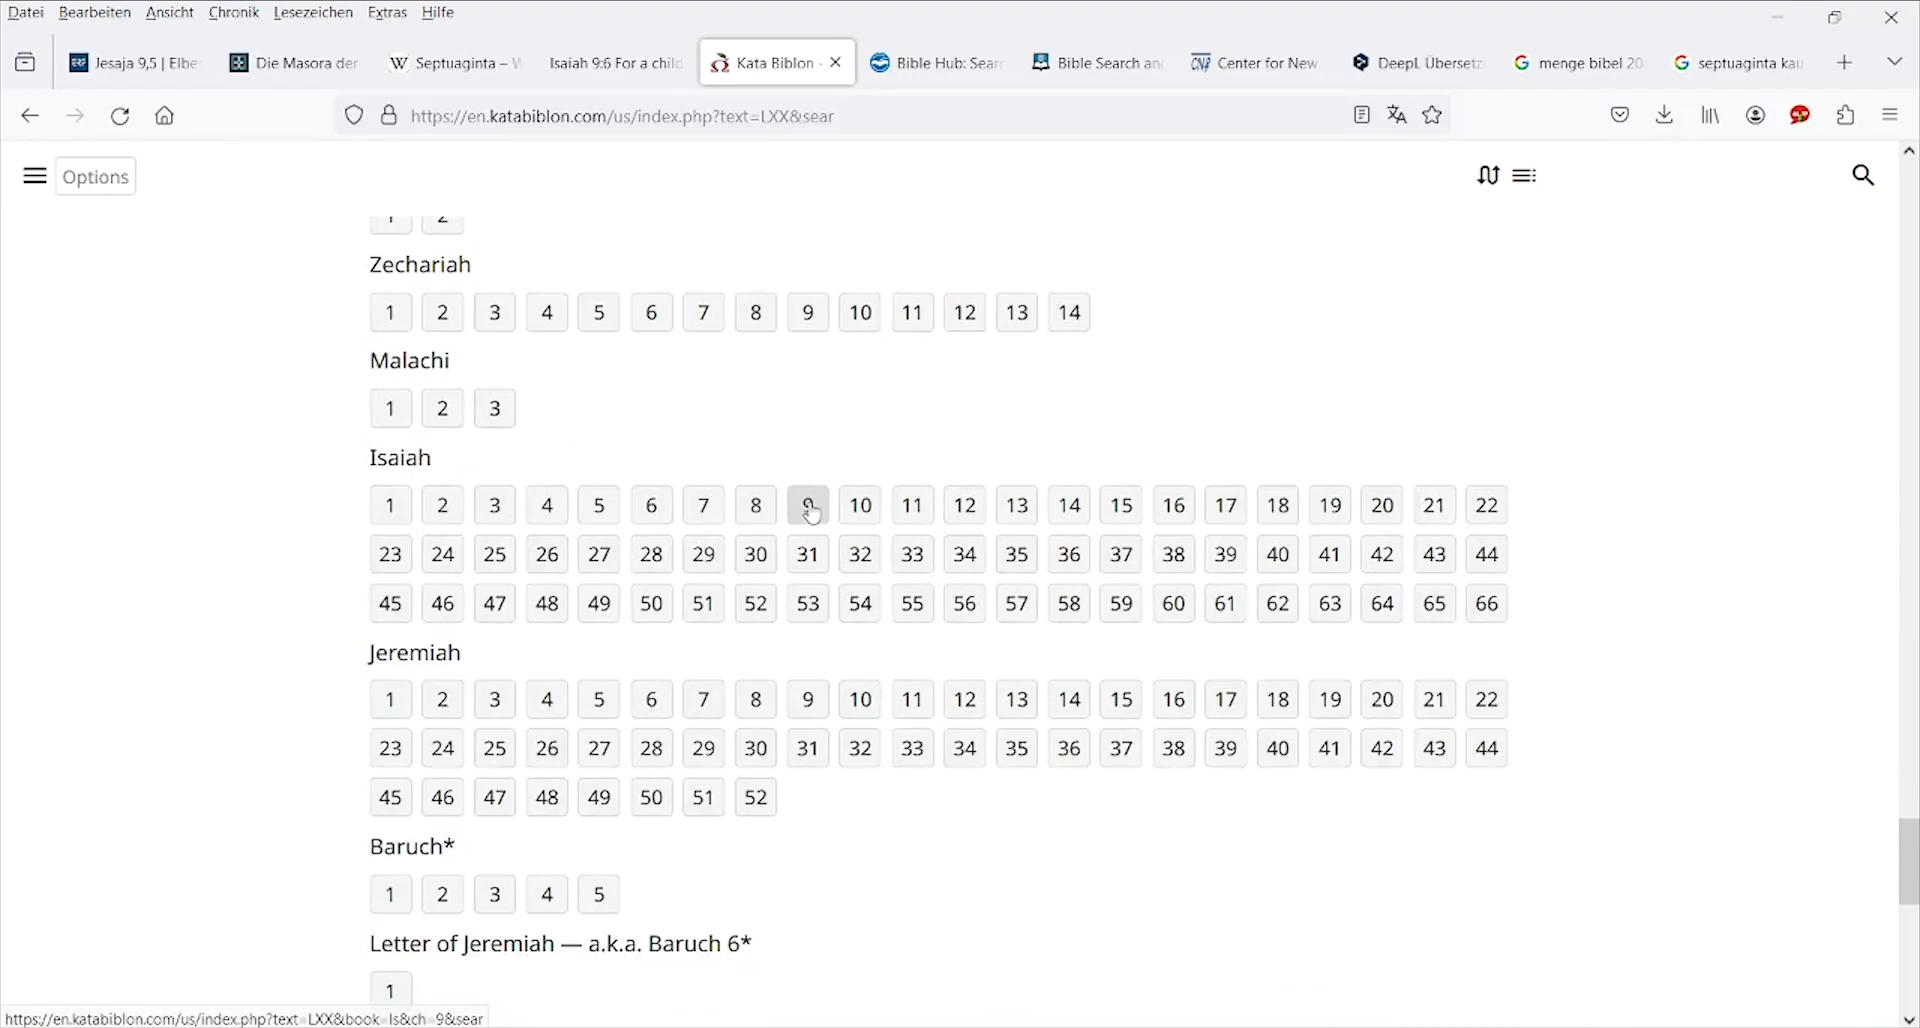 Datei Bearbeiten Ansicht Chronik Lesezeichen Extras Hilfe
Jesaja 9,5 | Elbe Die Masora der Septuaginta – W Isaiah 9:6 For a child Kata Biblon - Bible Hub: Sear Bible Search an Center for New DeepL Übersetz menge bibel 20 septuaginta kau
https://en.katabiblon.com/us/index.php?text=LXX&sear
Options
1 2
Zechariah
1 2 3 4 5 6 7 8 9 10 11 12 13 14
Malachi
1 2 3
Isaiah
1 2 3 4 5 6 7 8 9 10 11 12 13 14 15 16 17 18 19 20 21 22
23 24 25 26 27 28 29 30 31 32 33 34 35 36 37 38 39 40 41 42 43 44
45 46 47 48 49 50 51 52 53 54 55 56 57 58 59 60 61 62 63 64 65 66
Jeremiah
1 2 3 4 5 6 7 8 9 10 11 12 13 14 15 16 17 18 19 20 21 22
23 24 25 26 27 28 29 30 31 32 33 34 35 36 37 38 39 40 41 42 43 44
45 46 47 48 49 50 51 52
Baruch*
1 2 3 4 5
Letter of Jeremiah — a.k.a. Baruch 6*
1
https://en.katabiblon.com/us/index.php?text=LXX&book=Is&ch=9&sear